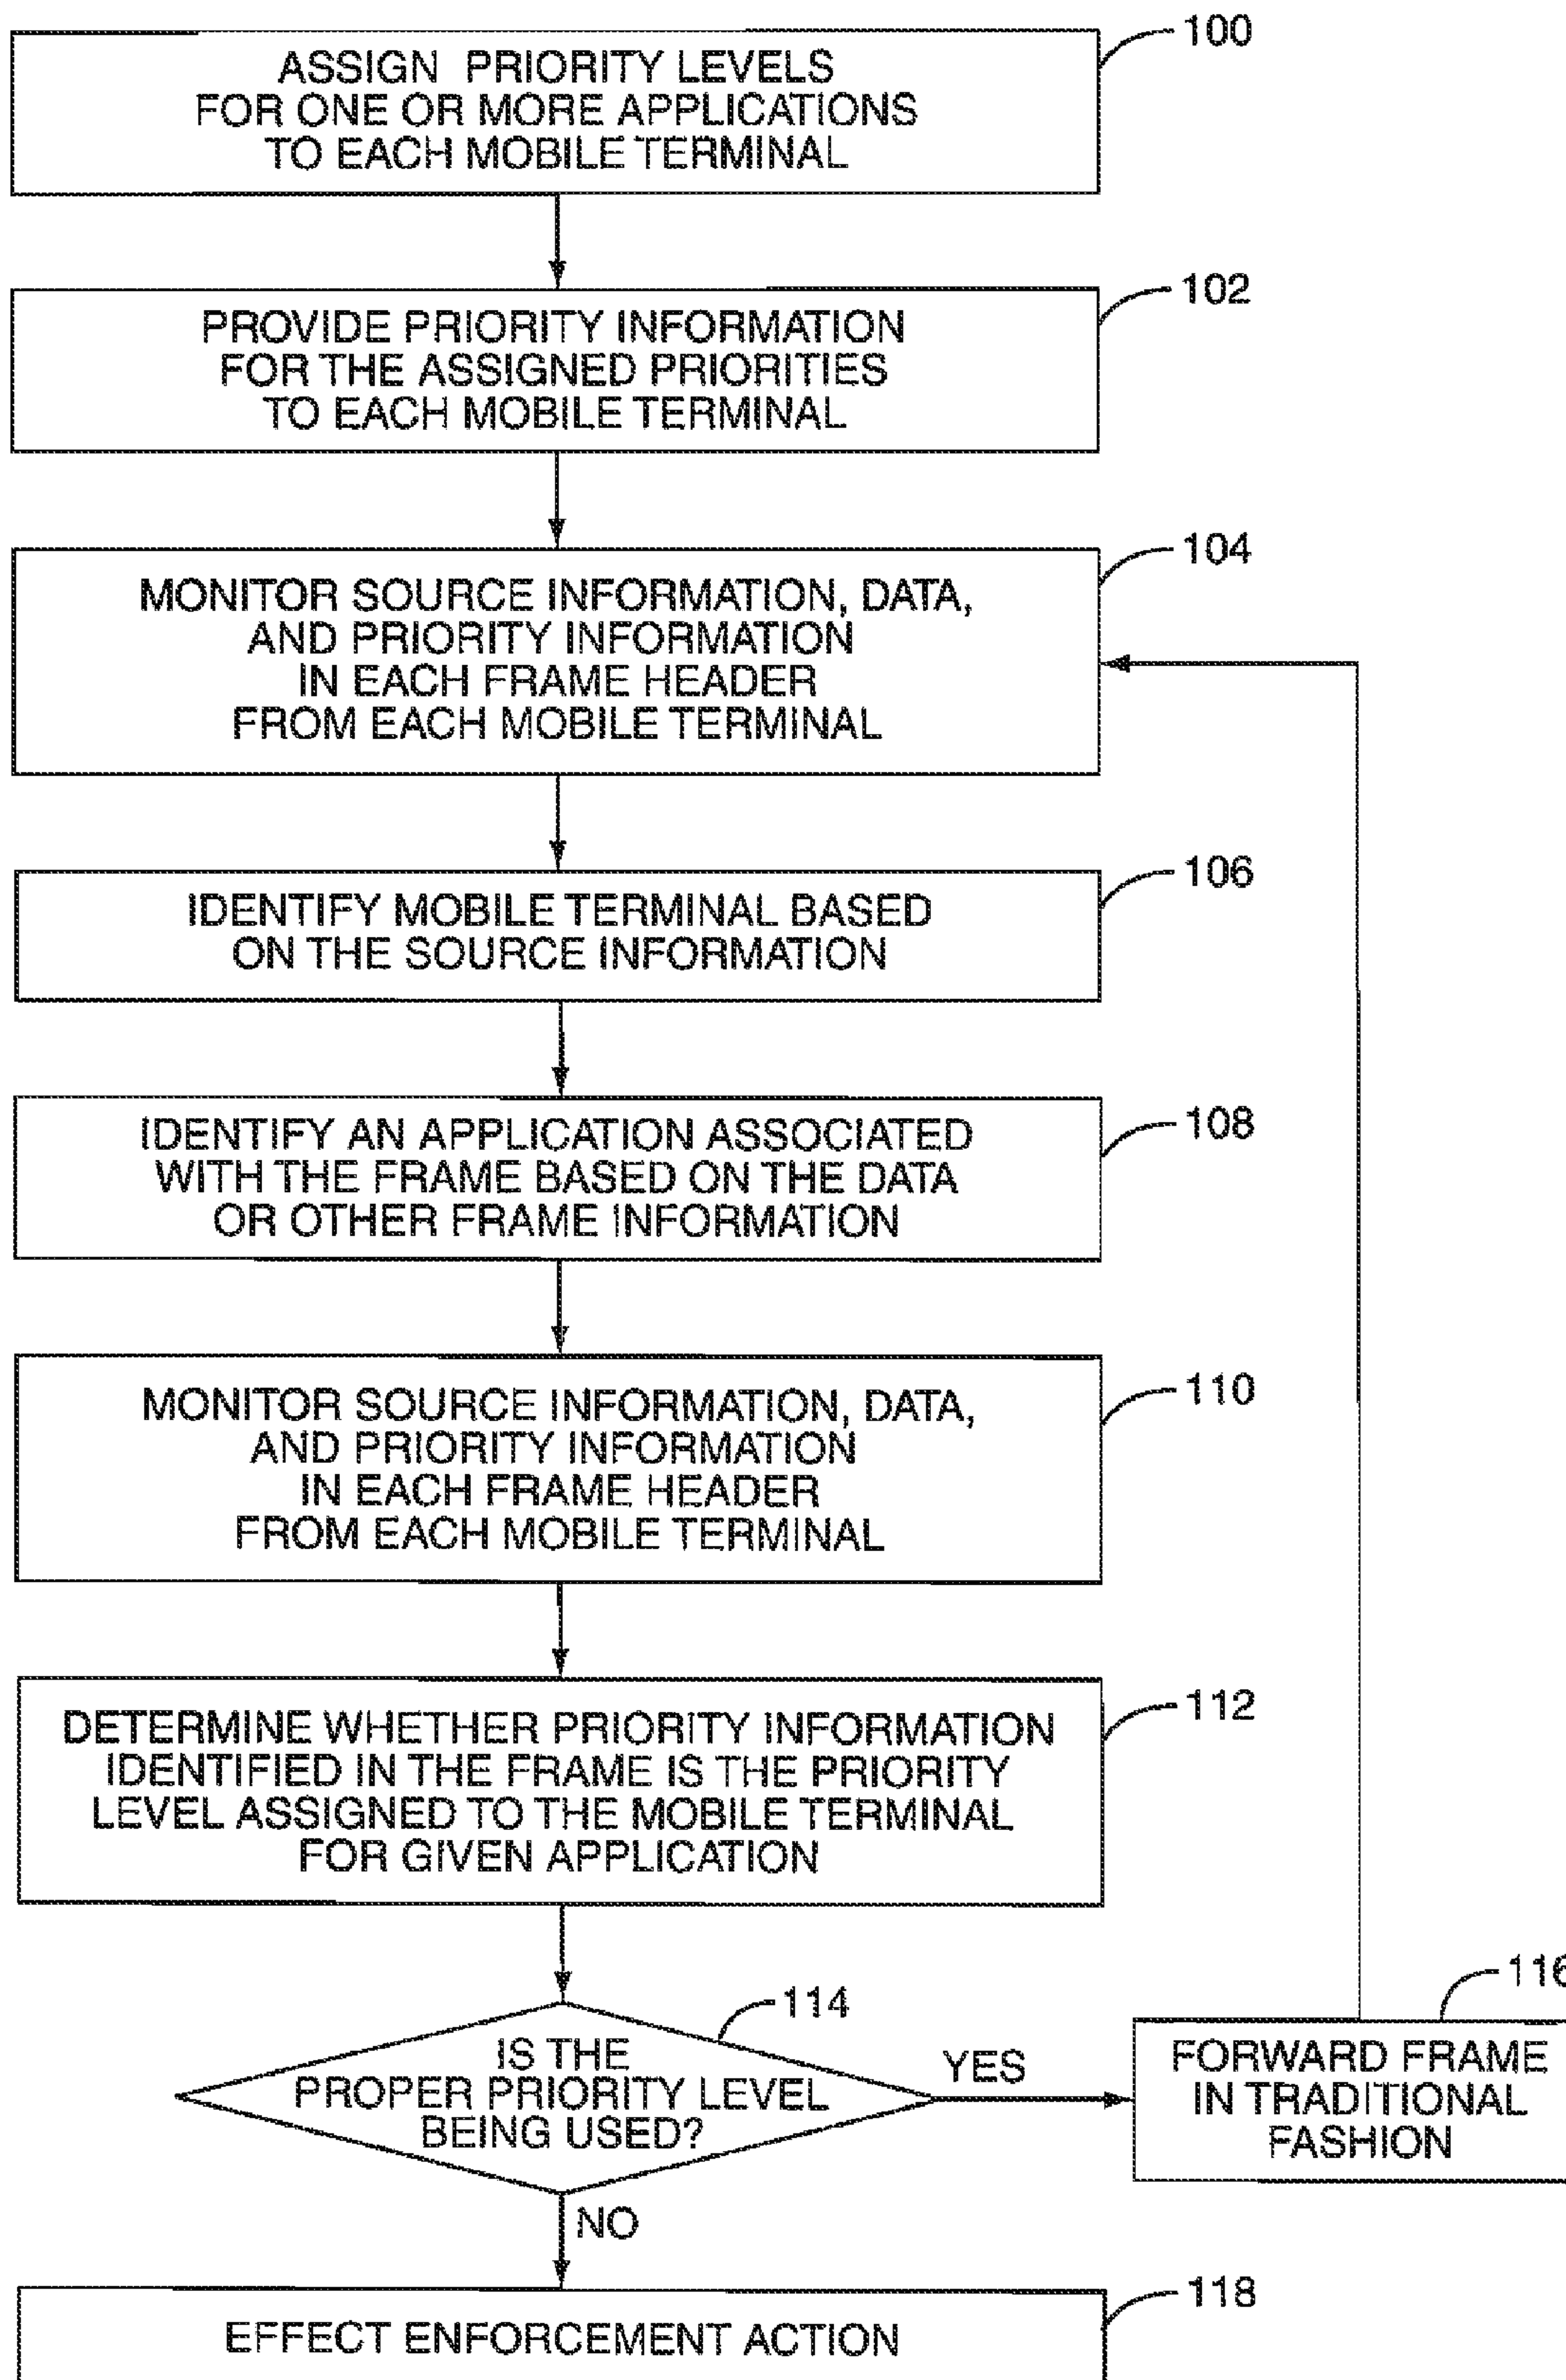 100
ASSIGN PRIORITY LEVELS
FOR ONE OR MORE APPLICATIONS
TO EACH MOBILE TERMINAL
102
PROVIDE PRIORITY INFORMATION
FOR THE ASSIGNED PRIORITIES
TO EACH MOBILE TERMINAL
104
MONITOR SOURCE INFORMATION, DATA,
AND PRIORITY INFORMATION
IN EACH FRAME HEADER
FROM EACH MOBILE TERMINAL
106
IDENTIFY MOBILE TERMINAL BASED
ON THE SOURCE INFORMATION
108
IDENTIFY AN APPLICATION ASSOCIATED
WITH THE FRAME BASED ON THE DATA
OR OTHER FRAME INFORMATION
110
MONITOR SOURCE INFORMATION, DATA,
AND PRIORITY INFORMATION
IN EACH FRAME HEADER
FROM EACH MOBILE TERMINAL
112
DETERMINE WHETHER PRIORITY INFORMATION
IDENTIFIED IN THE FRAME IS THE PRIORITY
LEVEL ASSIGNED TO THE MOBILE TERMINAL
FOR GIVEN APPLICATION
114
IS THE
PROPER PRIORITY LEVEL
BEING USED?
YES
116
FORWARD FRAME
IN TRADITIONAL
FASHION
NO
118
EFFECT ENFORCEMENT ACTION